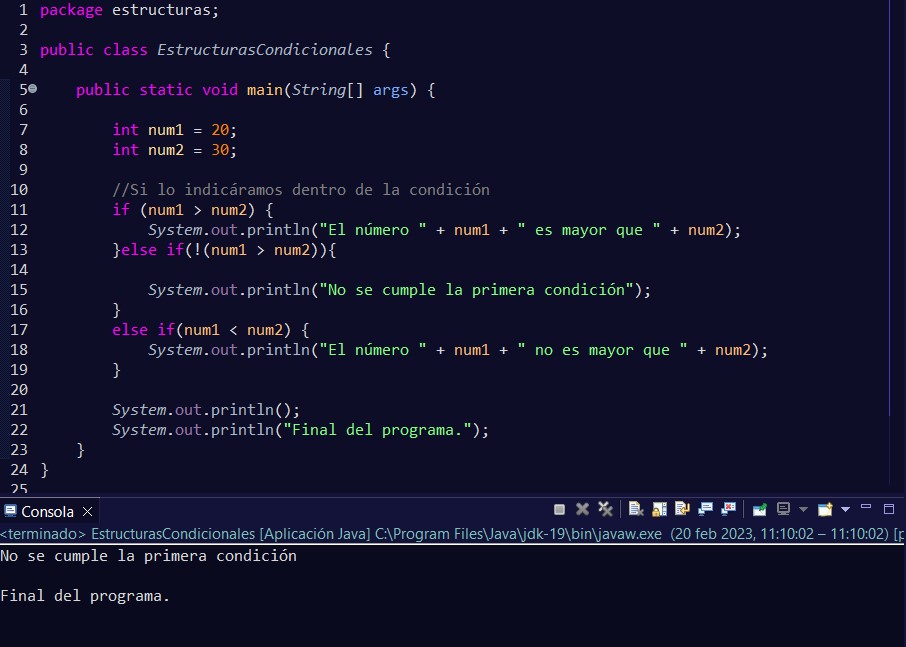 1 package estructuras;
2
3 public class EstructurasCondicionales {
4
5 public static void main(String[] args) {
6
7 int num1 = 20;
8 int num2 = 30;
9
10 //Si lo indicáramos dentro de la condición
11 if (num1 > num2) {
12 System.out.println("El número " + num1 + " es mayor que " + num2);
13 }else if(!(num1 > num2)){
14
15 System.out.println("No se cumple la primera condición");
16 }
17 else if(num1 < num2) {
18 System.out.println("El número " + num1 + " no es mayor que " + num2);
19 }
20
21 System.out.println();
22 System.out.println("Final del programa.");
23 }
24 }
25
Consola
<terminado> EstructurasCondicionales [Aplicación Java] C:\Program Files\Java\jdk-19\bin\javaw.exe (20 feb 2023, 11:10:02 – 11:10:02) [p
No se cumple la primera condición
Final del programa.